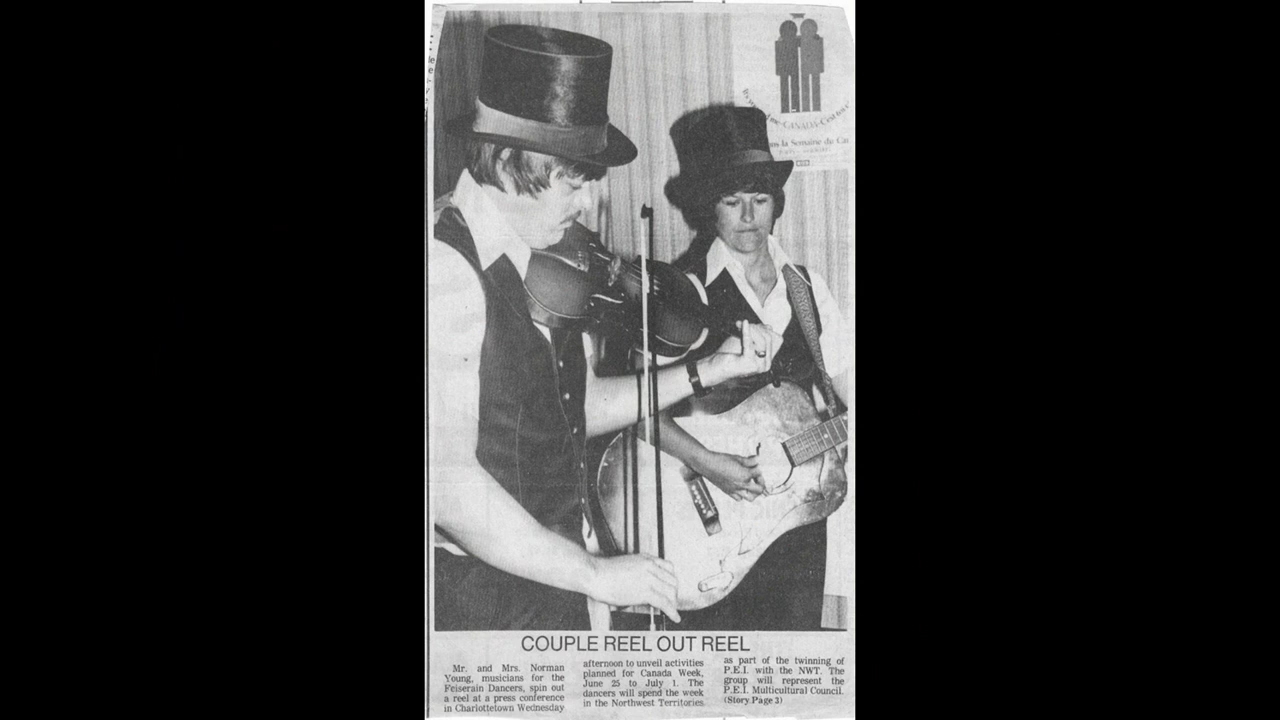 CANADA
la Semaine du
COUPLE REEL OUT REEL
Mr. and Mrs. Norman
Young, musicians for the
Feiserain Dancers, spin out
a reel at a press conference
in Charlottetown Wednesday
afternoon to unveil activities
planned for Canada Week,
June 25 to July 1. The
dancers will spend the week
in the Northwest Territories
as part of the twinning of
P.E.I. with the NWT. The
group will represent the
P.E.I. Multicultural Council.
(Story Page 3)